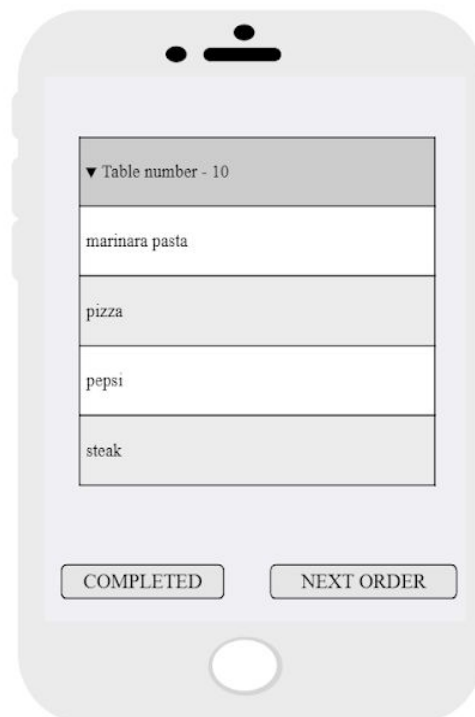 ▼ Table number - 10
marinara pasta
pizza
pepsi
steak
COMPLETED
NEXT ORDER